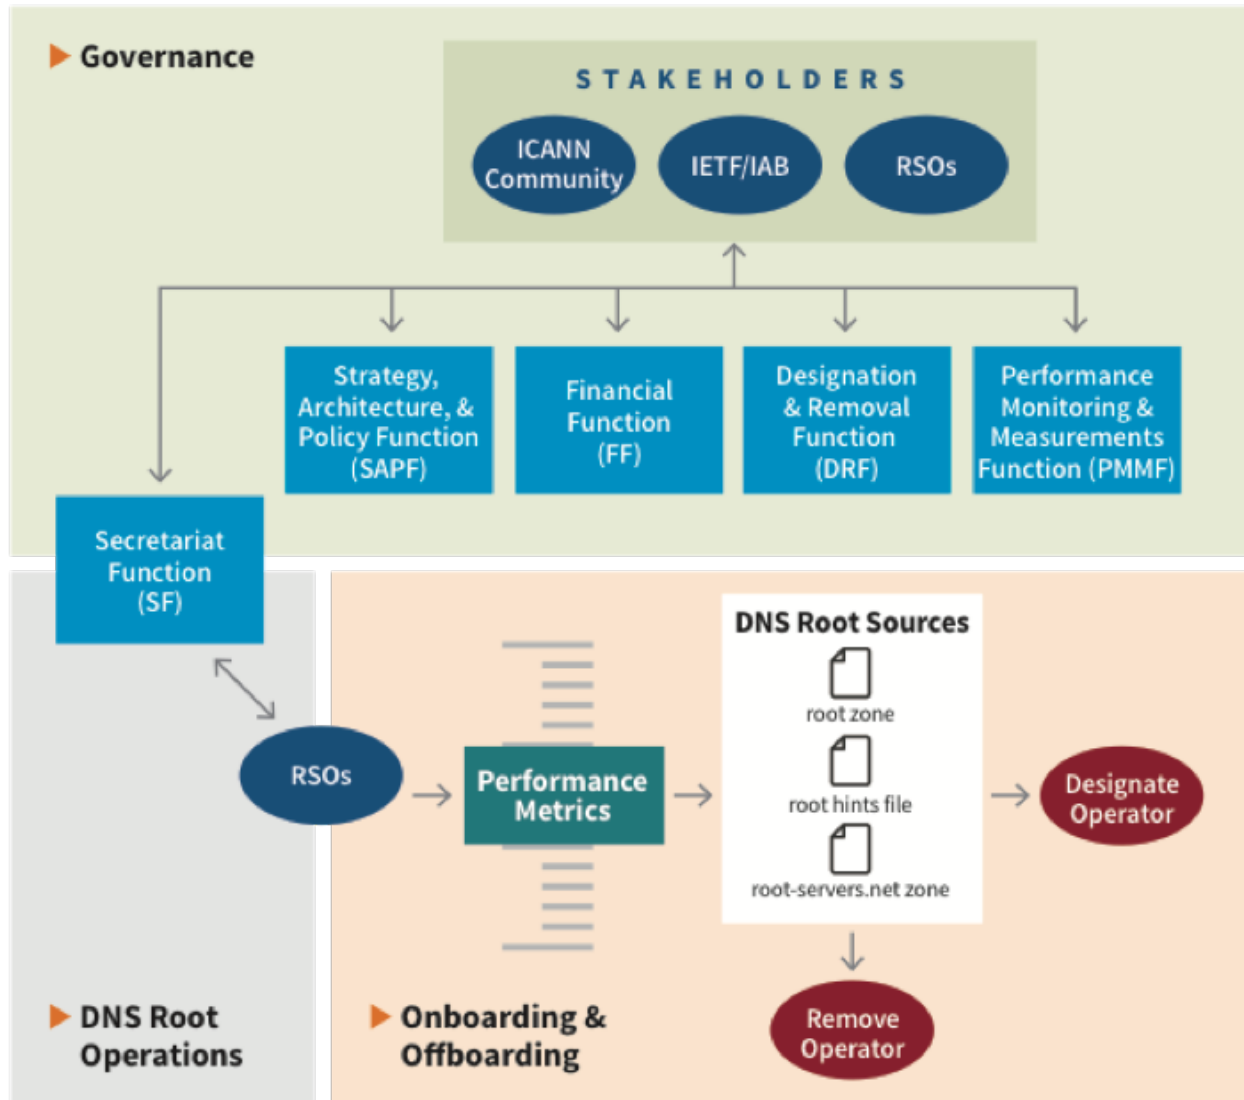 Governance
STAKEHOLDERS
ICANN
Community
IETF/IAB
RSOs
Strategy,
Architecture, &
Policy Function
(SAPF)
Financial
Function
(FF)
Designation
& Removal
Function
(DRF)
Performance
Monitoring &
Measurements
Function (PMMF)
Secretariat
Function
(SF)
RSOs
Performance
Metrics
DNS Root Sources
root zone
root hints file
root-servers.net zone
Designate
Operator
Remove
Operator
DNS Root
Operations
Onboarding &
Offboarding